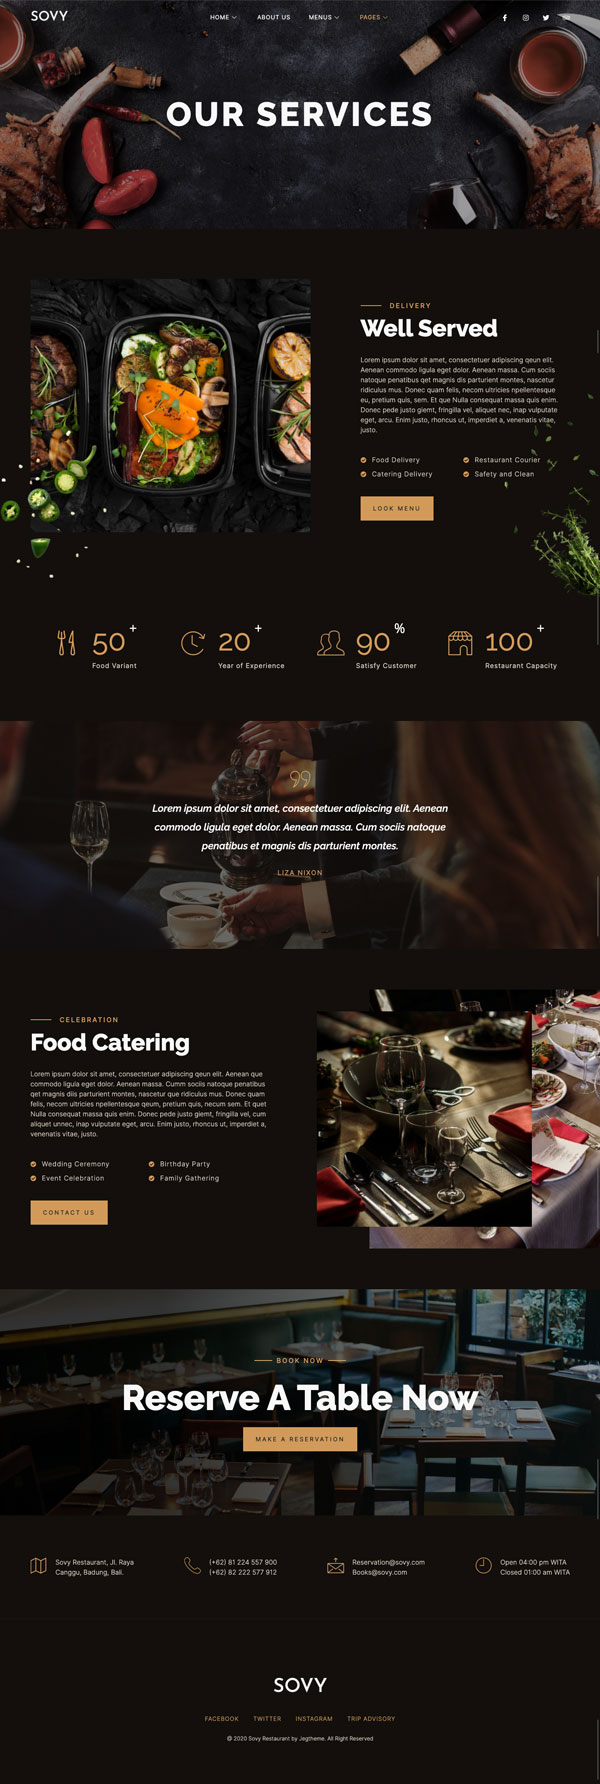 SOVY
HOME
ABOUT US
MENUS
PAGES
OUR SERVICES
DELIVERY
Well Served
Lorem ipsum dolor sit amet, consectetuer adipiscing qeun elit.
Aenean commodo ligula eget dolor. Aenean massa. Cum sociis
natoque penatibus qet magnis dis parturient montes, nascetur
ridiculus mus. Donec quam felis, necom ultricies npellentesque
eu, pretium quis, sem. Et que Nulla consequat massa quis enim.
Donec pede justo giemt, fringilla vel, aliquet nec, inap vulputate
eget, arcu. Enim justo, rhoncus ut, imperdiet a, venenatis vitae,
justo.
Food Delivery
Restaurant Courier
Catering Delivery
Safety and Clean
LOOK MENU
50+
Food Variant
20+
Year of Experience
90%
Satisfy Customer
100+
Restaurant Capacity
Lorem ipsum dolor sit amet, consectetuer adipiscing elit. Aenean
commodo ligula eget dolor. Aenean massa. Cum sociis natoque
penatibus et magnis dis parturient montes.
LIZA NIXON
CELEBRATION
Food Catering
Lorem ipsum dolor sit amet, consectetuer adipiscing qeun elit. Aenean que
commodo ligula eget dolor. Aenean massa. Cumm sociis natoque penatibus
qet magnis diis parturient montes, nascetur que ridiculus mus. Donec quam
felis, necom ultricies npellentesque qeum, pretium quis, necum sem. Et quet
Nulla consequat massa quis enim. Donec pede justo giemt, fringilla vel, cum
aliquet unnec, inap cum vulputate eget, arcu. Enim justo, rhoncus ut, imperdiet a,
venenatis vitae, justo.
Wedding Ceremony
Birthday Party
Event Celebration
Family Gathering
CONTACT US
BOOK NOW
Reserve A Table Now
MAKE A RESERVATION
Sovy Restaurant, Jl. Raya
Canggu, Badung, Bali.
(+62) 81 224 557 900
(+62) 82 222 577 912
Reservation@sovy.com
Books@sovy.com
Open 04:00 pm WITA
Closed 01:00 am WITA
SOVY
FACEBOOK
TWITTER
INSTAGRAM
TRIP ADVISORY
@ 2020 Sovy Restaurant by Jegtheme. All Right Reserved